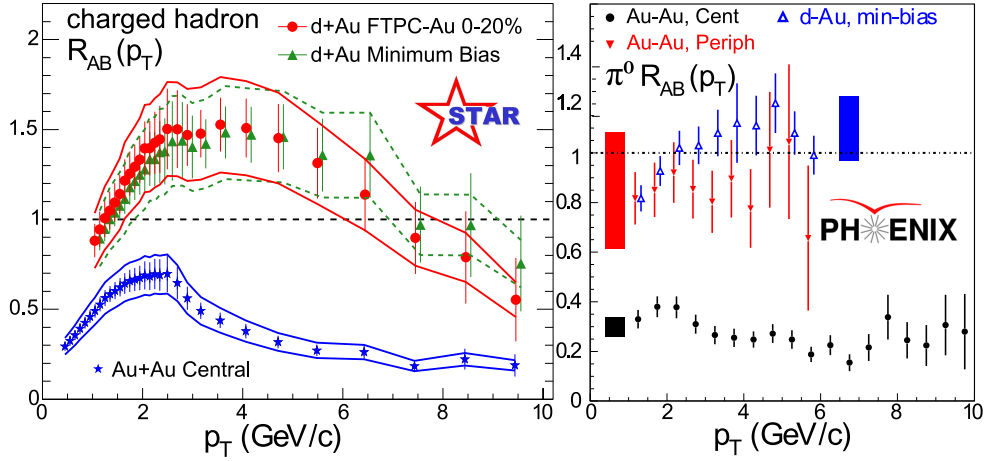 charged hadron
R_AB(p_T)
d+Au FTPC-Au 0-20%
d+Au Minimum Bias
STAR
Au+Au Central
2
1.5
1
0.5
0
0 2 4 6 8 10
p_T (GeV/c)
Au-Au, Cent
d-Au, min-bias
Au-Au, Periph
π⁰ R_AB(p_T)
PHENIX
1.6
1.4
1.2
1
0.8
0.6
0.4
0.2
0
0 2 4 6 8 10
p_T (GeV/c)